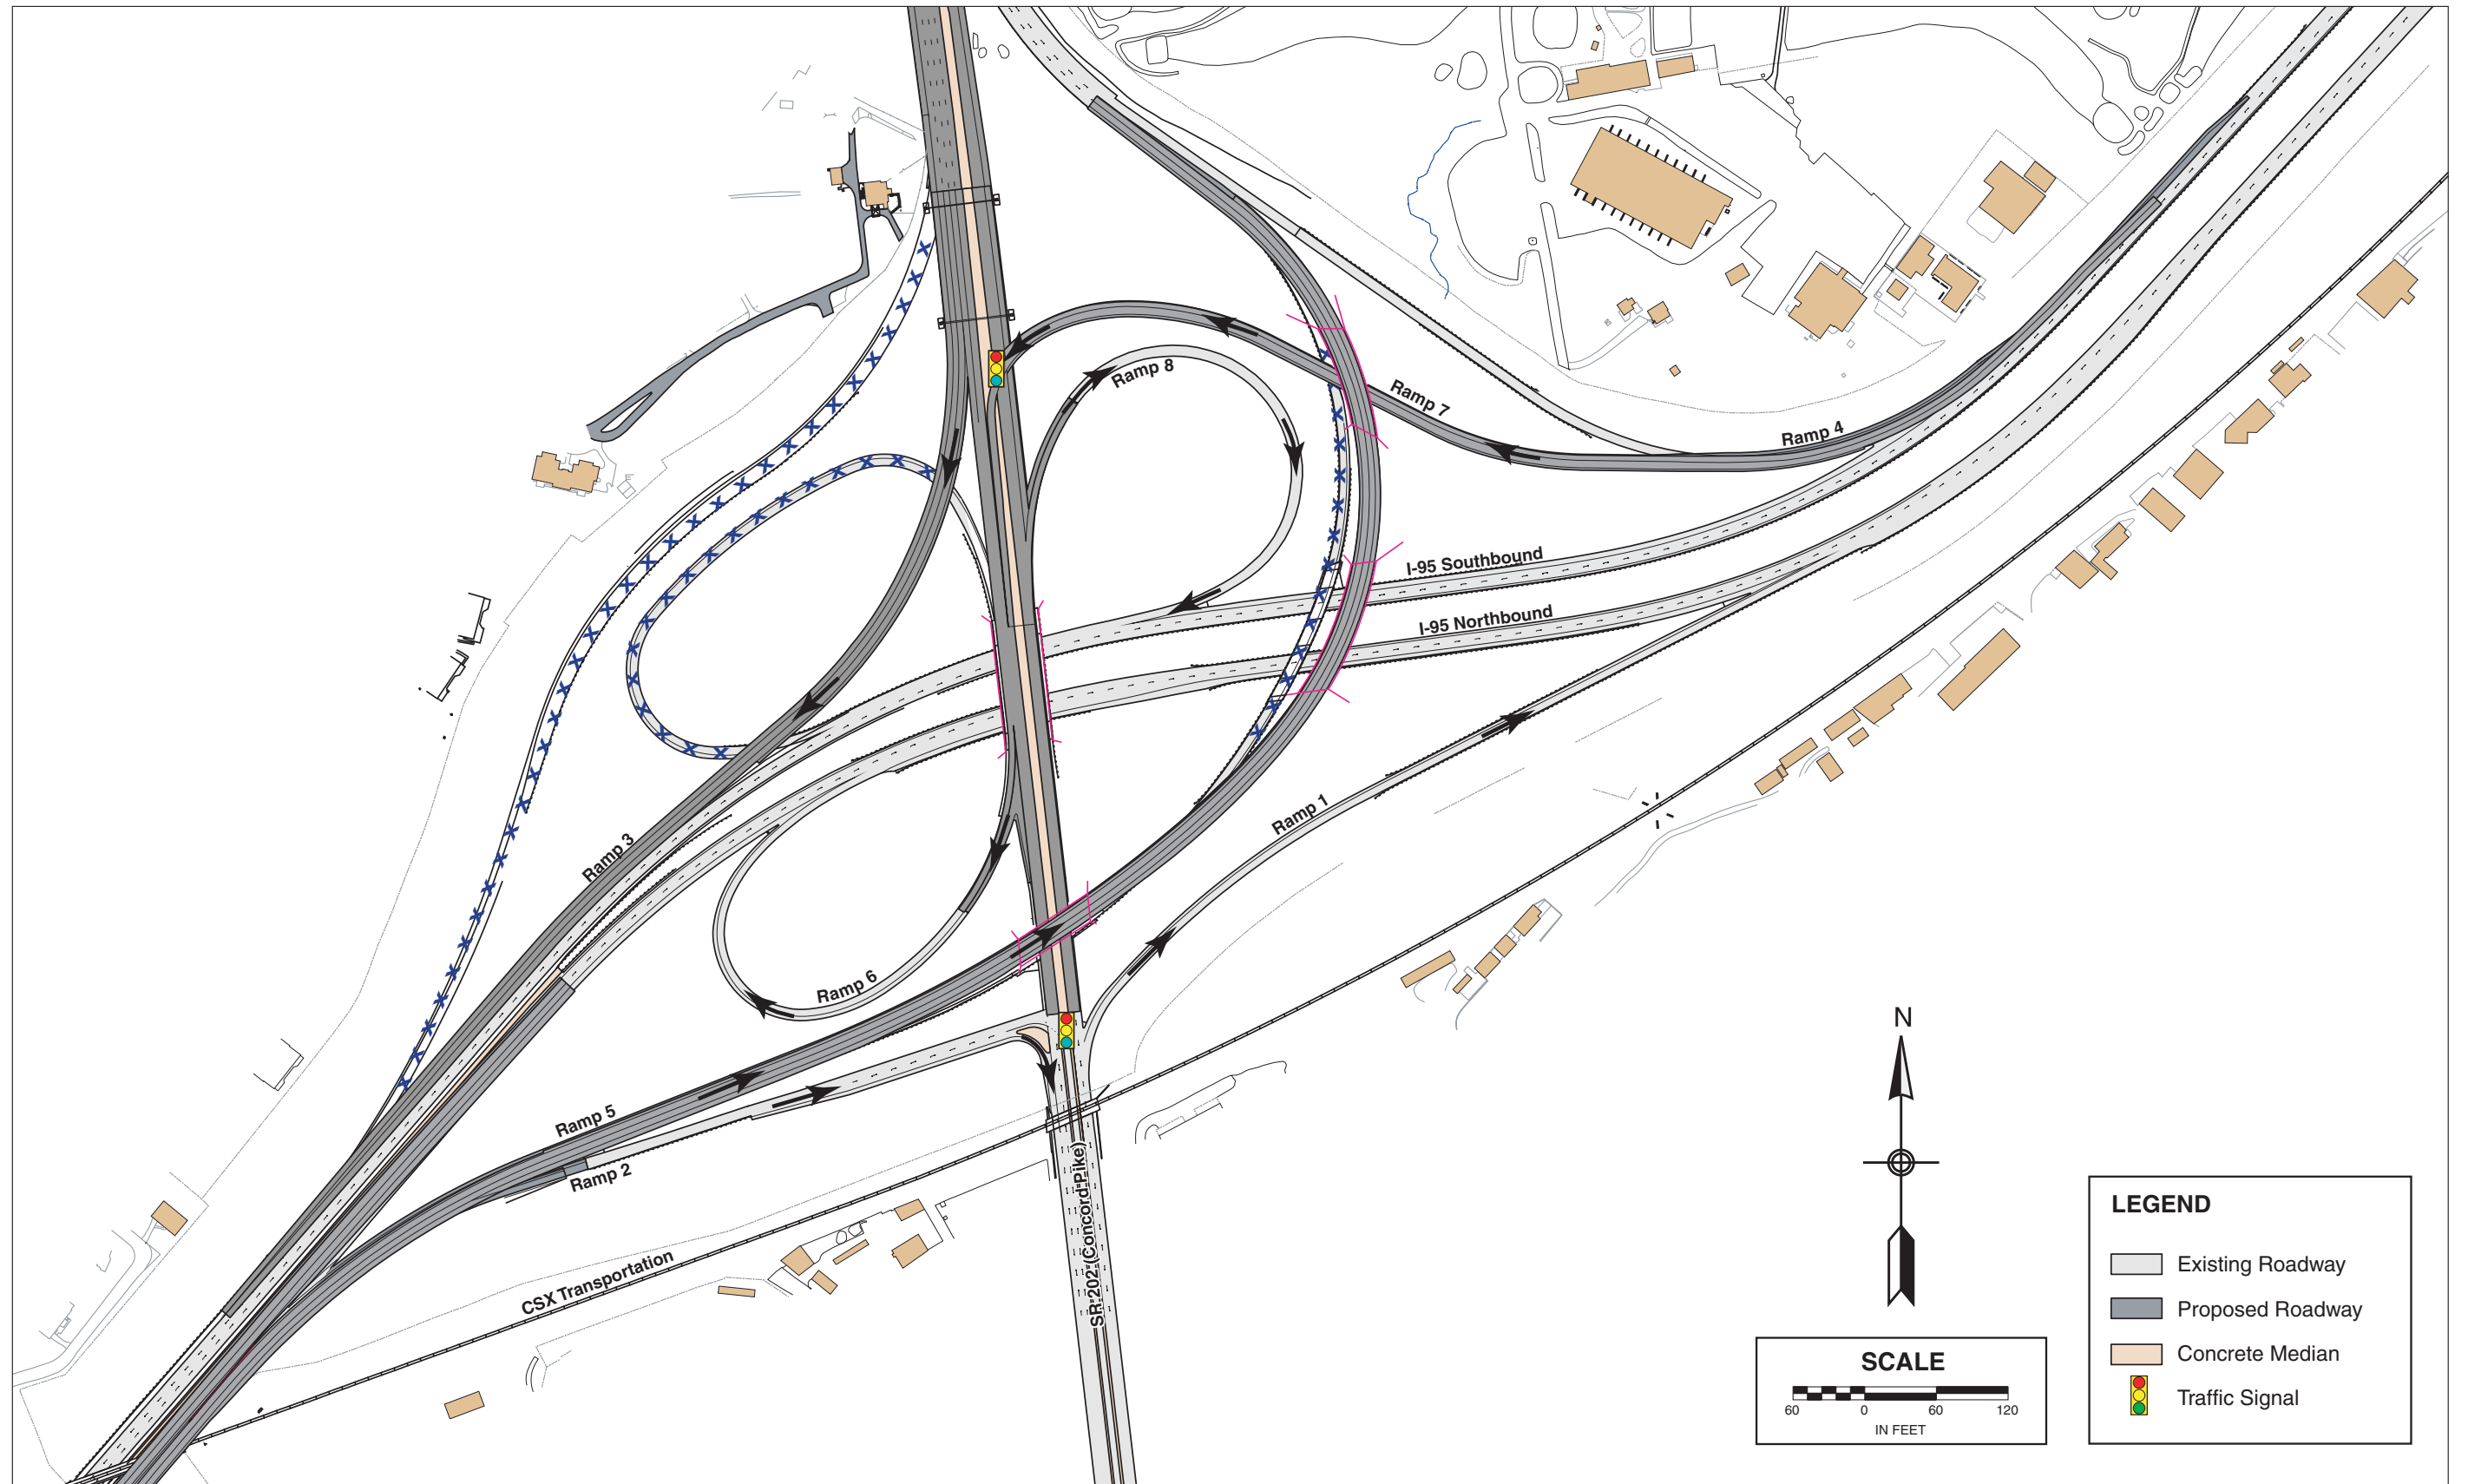 Ramp 8
Ramp 7
Ramp 4
I-95 Southbound
I-95 Northbound
Ramp 1
Ramp 3
Ramp 6
Ramp 5
Ramp 2
SR 202 (Concord Pike)
CSX Transportation
N
LEGEND
Existing Roadway
Proposed Roadway
Concrete Median
Traffic Signal
SCALE
60 0 60 120
IN FEET